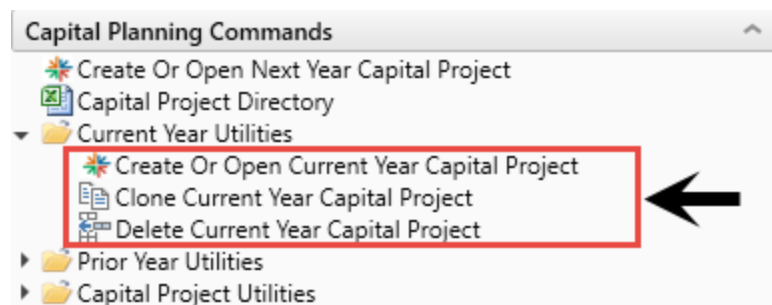 Capital Planning Commands
Create Or Open Next Year Capital Project
Capital Project Directory
Current Year Utilities
Create Or Open Current Year Capital Project
Clone Current Year Capital Project
Delete Current Year Capital Project
Prior Year Utilities
Capital Project Utilities